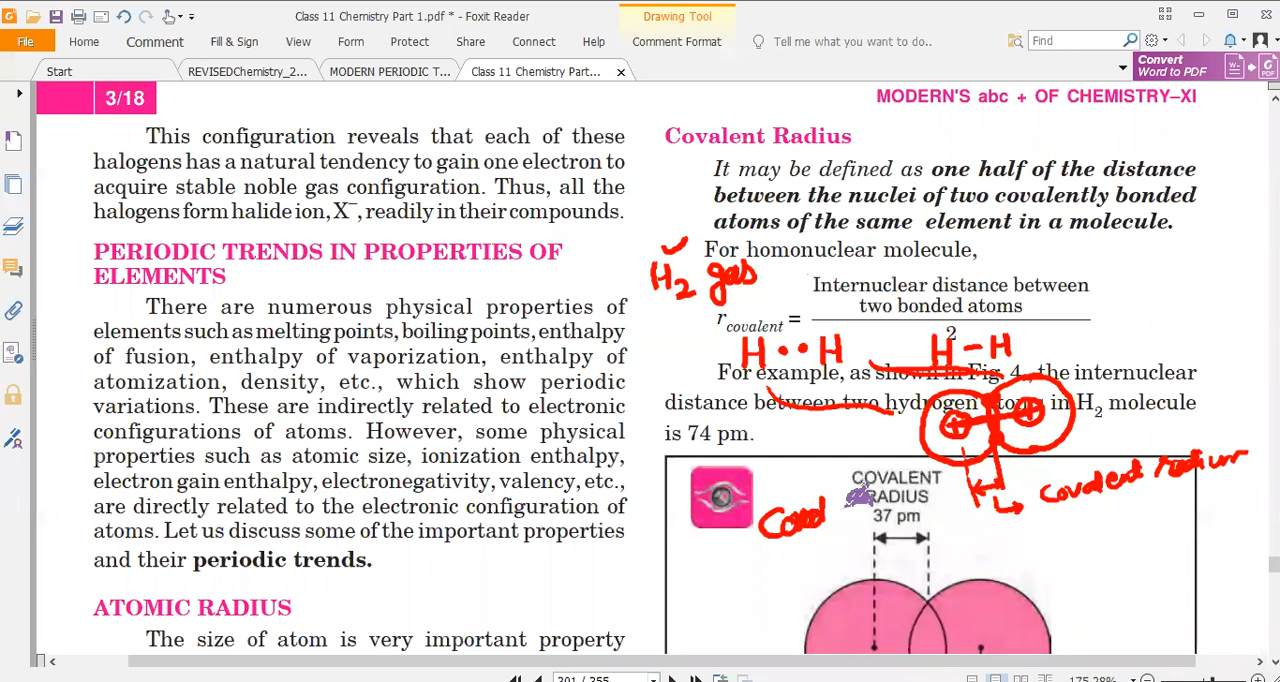 Class 11 Chemistry Part 1.pdf * - Foxit Reader
Drawing Tool
File Home Comment Fill & Sign View Form Protect Share Connect Help Comment Format Tell me what you want to do.. Find
Start REVISEDChemistry_2... MODERN PERIODIC T... Class 11 Chemistry Part... Convert
Word to PDF
3/18
MODERN'S abc + OF CHEMISTRY–XI
This configuration reveals that each of these
halogens has a natural tendency to gain one electron to
acquire stable noble gas configuration. Thus, all the
halogens form halide ion, X⁻, readily in their compounds.
PERIODIC TRENDS IN PROPERTIES OF
ELEMENTS
There are numerous physical properties of
elements such as melting points, boiling points, enthalpy
of fusion, enthalpy of vaporization, enthalpy of
atomization, density, etc., which show periodic
variations. These are indirectly related to electronic
configurations of atoms. However, some physical
properties such as atomic size, ionization enthalpy,
electron gain enthalpy, electronegativity, valency, etc.,
are directly related to the electronic configuration of
atoms. Let us discuss some of the important properties
and their periodic trends.
ATOMIC RADIUS
The size of atom is very important property
Covalent Radius
It may be defined as one half of the distance
between the nuclei of two covalently bonded
atoms of the same element in a molecule.
For homonuclear molecule,
H₂ gas
Internuclear distance between
two bonded atoms
r covalent =
2
H • • H H – H
For example, as shown in Fig. 4., the internuclear
distance between two hydrogen atoms in H₂ molecule
is 74 pm.
covalent radium
COVALENT
RADIUS
37 pm
301 / 355
175.28%